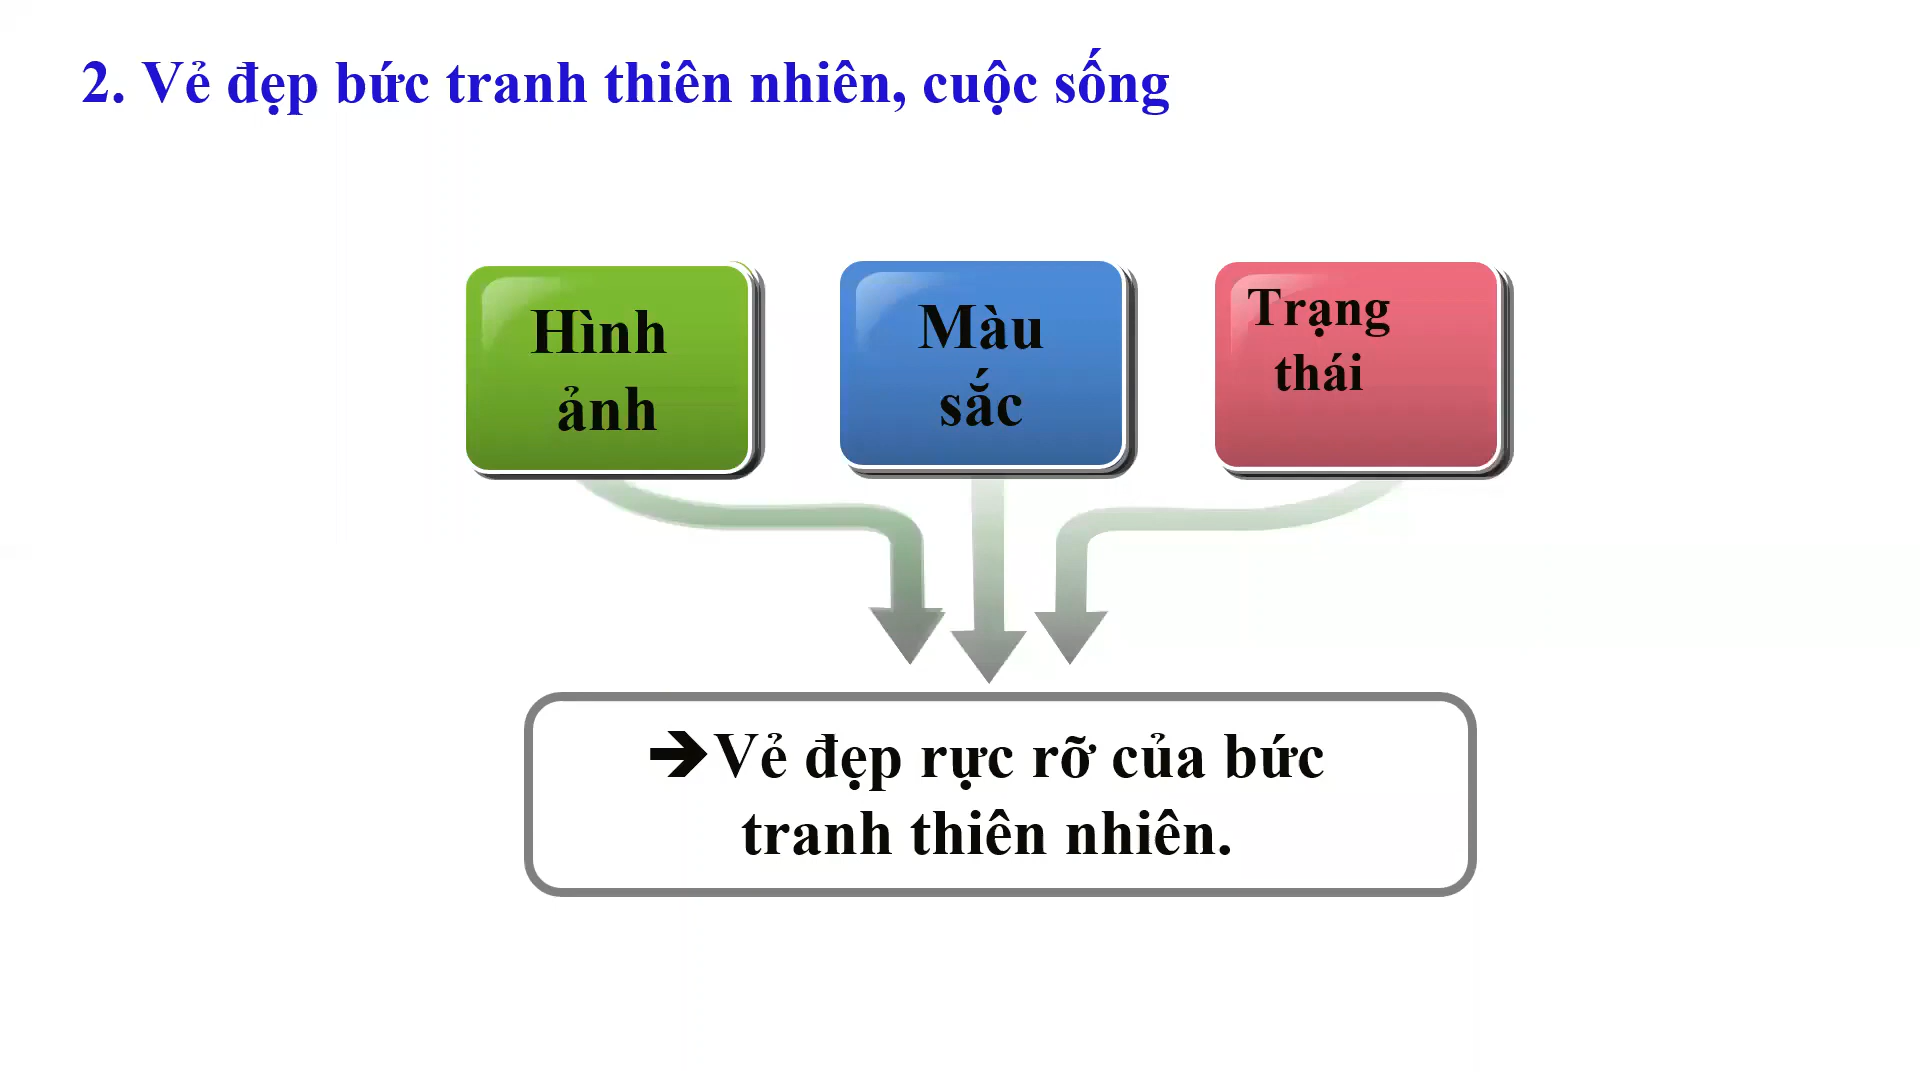 2. Vẻ đẹp bức tranh thiên nhiên, cuộc sống
Hình
ảnh
Màu
sắc
Trạng
thái
➔Vẻ đẹp rực rỡ của bức
tranh thiên nhiên.